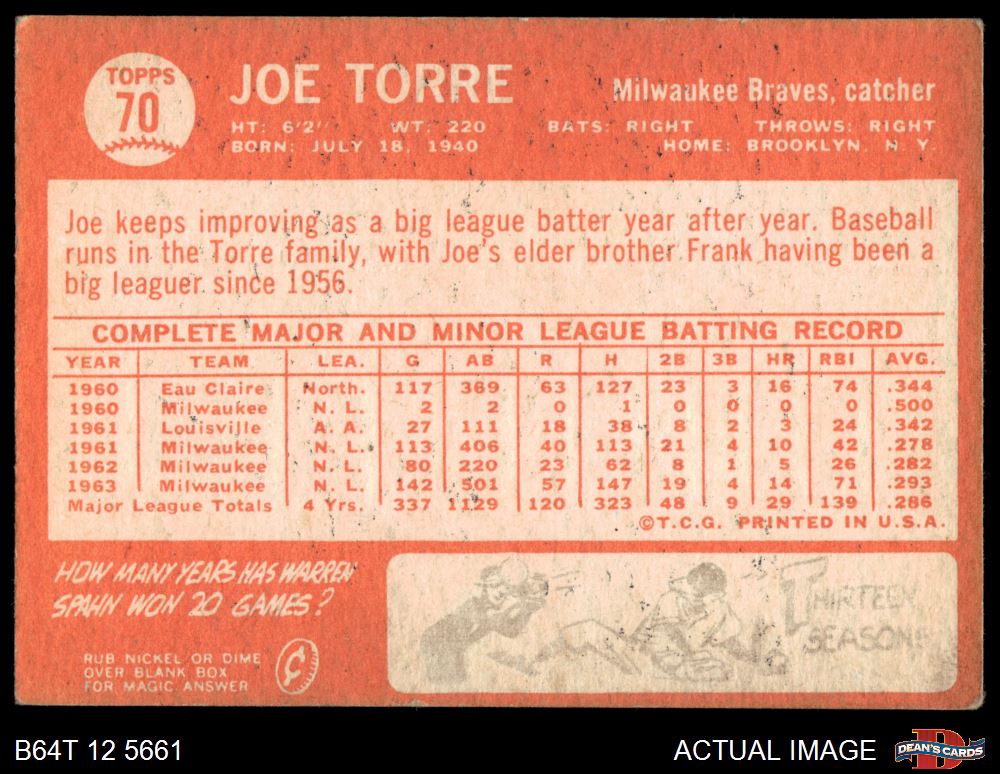 TOPPS
70
JOE TORRE
Milwaukee Braves, catcher
HT: 6'2" WT: 220 BATS: RIGHT THROWS: RIGHT
BORN: JULY 18, 1940 HOME: BROOKLYN, N. Y.
Joe keeps improving as a big league batter year after year. Baseball
runs in the Torre family, with Joe's elder brother Frank having been a
big leaguer since 1956.
COMPLETE MAJOR AND MINOR LEAGUE BATTING RECORD
YEAR TEAM LEA. G AB R H 2B 3B HR RBI AVG.
1960 Eau Claire North. 117 369 63 127 23 3 16 74 .344
1960 Milwaukee N. L. 2 2 0 1 0 0 0 0 .500
1961 Louisville A. A. 27 111 18 38 8 2 3 24 .342
1961 Milwaukee N. L. 113 406 40 113 21 4 10 42 .278
1962 Milwaukee N. L. 80 220 23 62 8 1 5 26 .282
1963 Milwaukee N. L. 142 501 57 147 19 4 14 71 .293
Major League Totals 4 Yrs. 337 1129 120 323 48 9 29 139 .286
©T.C.G. PRINTED IN U.S.A.
HOW MANY YEARS HAS WARREN
SPAHN WON 20 GAMES?
RUB NICKEL OR DIME
OVER BLANK BOX
FOR MAGIC ANSWER
¢
THIRTEEN
SEASONS
B64T 12 5661
ACTUAL IMAGE
D
DEAN'S CARDS